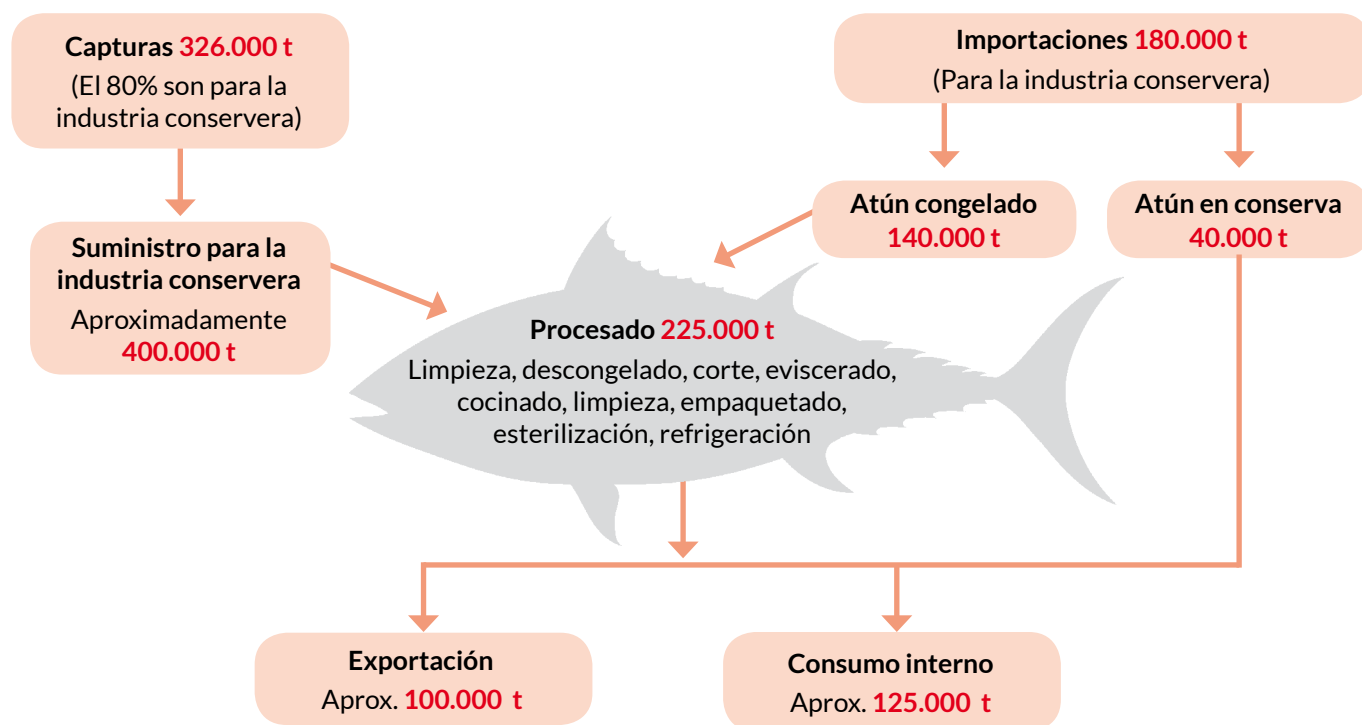 Capturas 326.000 t
(El 80% son para la
industria conservera)
Importaciones 180.000 t
(Para la industria conservera)
Suministro para la
industria conservera
Aproximadamente
400.000 t
Atún congelado
140.000 t
Atún en conserva
40.000 t
Procesado 225.000 t
Limpieza, descongelado, corte, eviscerado,
cocinado, limpieza, empaquetado,
esterilización, refrigeración
Exportación
Aprox. 100.000 t
Consumo interno
Aprox. 125.000 t